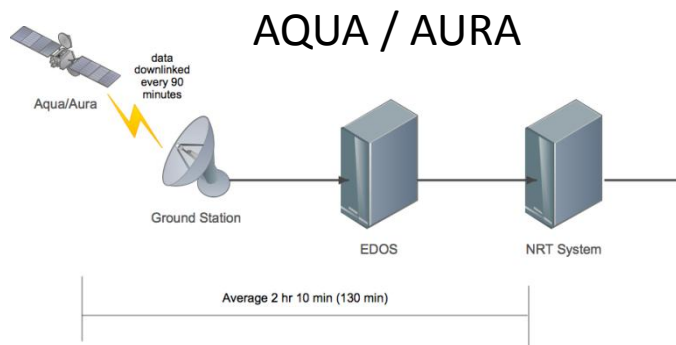 AQUA / AURA
data
downlinked
every 90
minutes
Aqua/Aura
Ground Station
EDOS
NRT System
Average 2 hr 10 min (130 min)